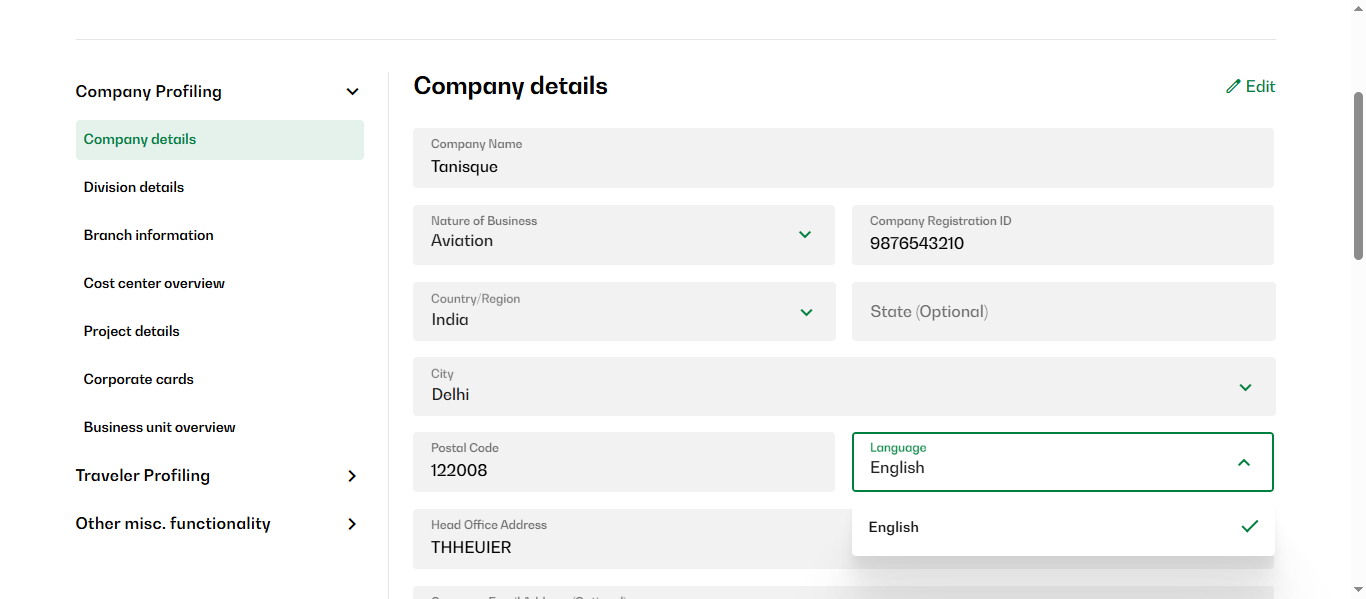 Company Profiling
Company details
Division details
Branch information
Cost center overview
Project details
Corporate cards
Business unit overview
Traveler Profiling
Other misc. functionality
Company details
Edit
Company Name
Tanisque
Nature of Business
Aviation
Company Registration ID
9876543210
Country/Region
India
State (Optional)
City
Delhi
Postal Code
122008
Language
English
English
Head Office Address
THHEUIER